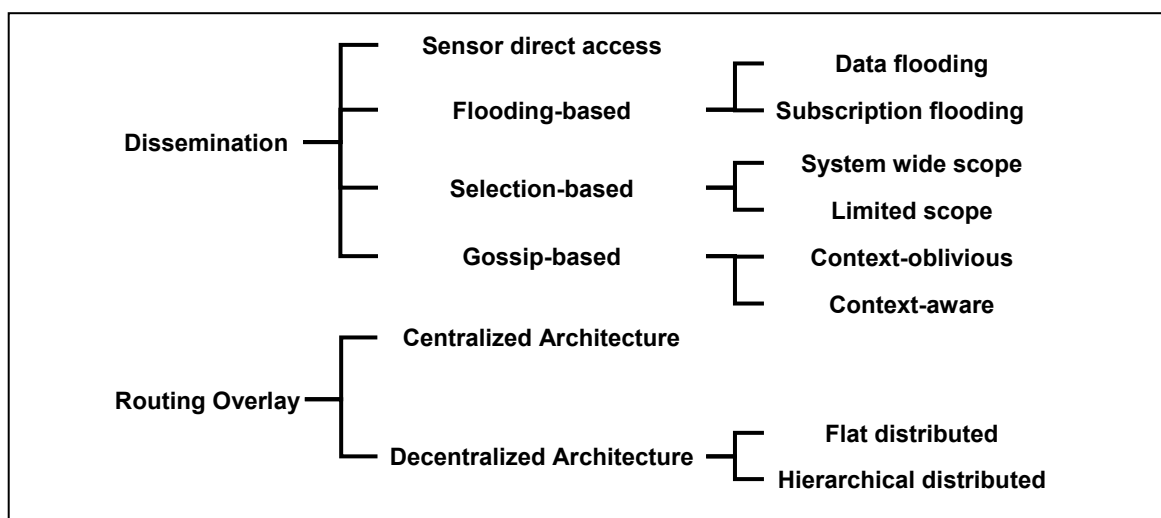 Sensor direct access
Data flooding
Flooding-based
Subscription flooding
Dissemination
System wide scope
Selection-based
Limited scope
Gossip-based
Context-oblivious
Context-aware
Centralized Architecture
Routing Overlay
Flat distributed
Decentralized Architecture
Hierarchical distributed